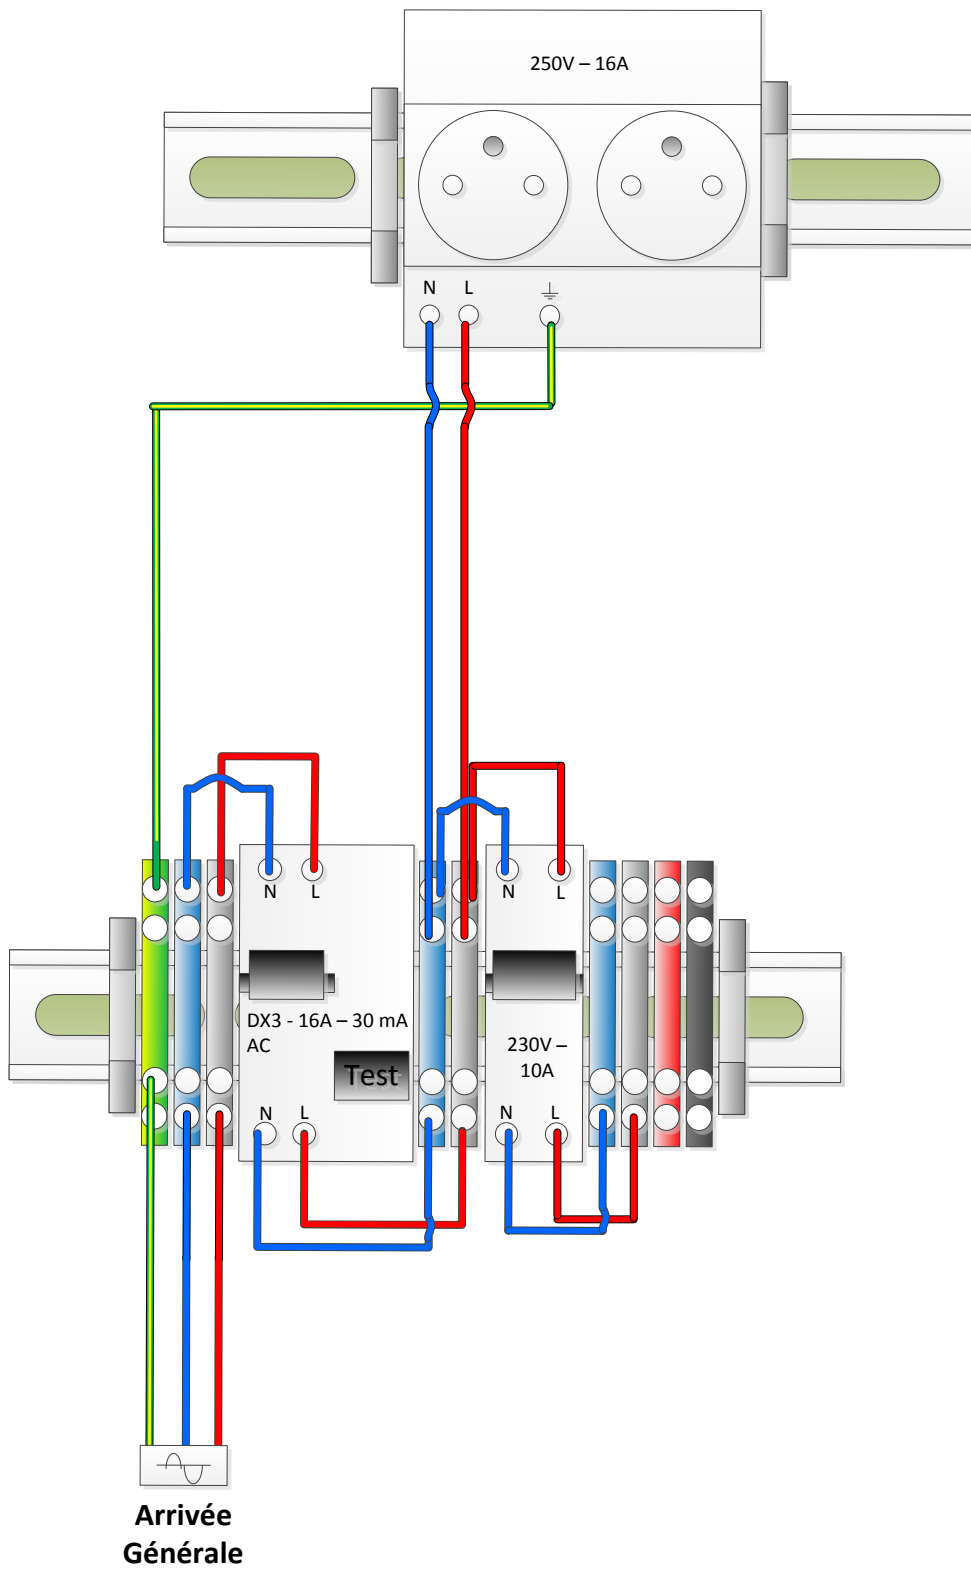 250V – 16A
N L
N L
N L
DX3 - 16A – 30 mA
AC
230V –
10A
Test
N L
N L
Arrivée
Générale